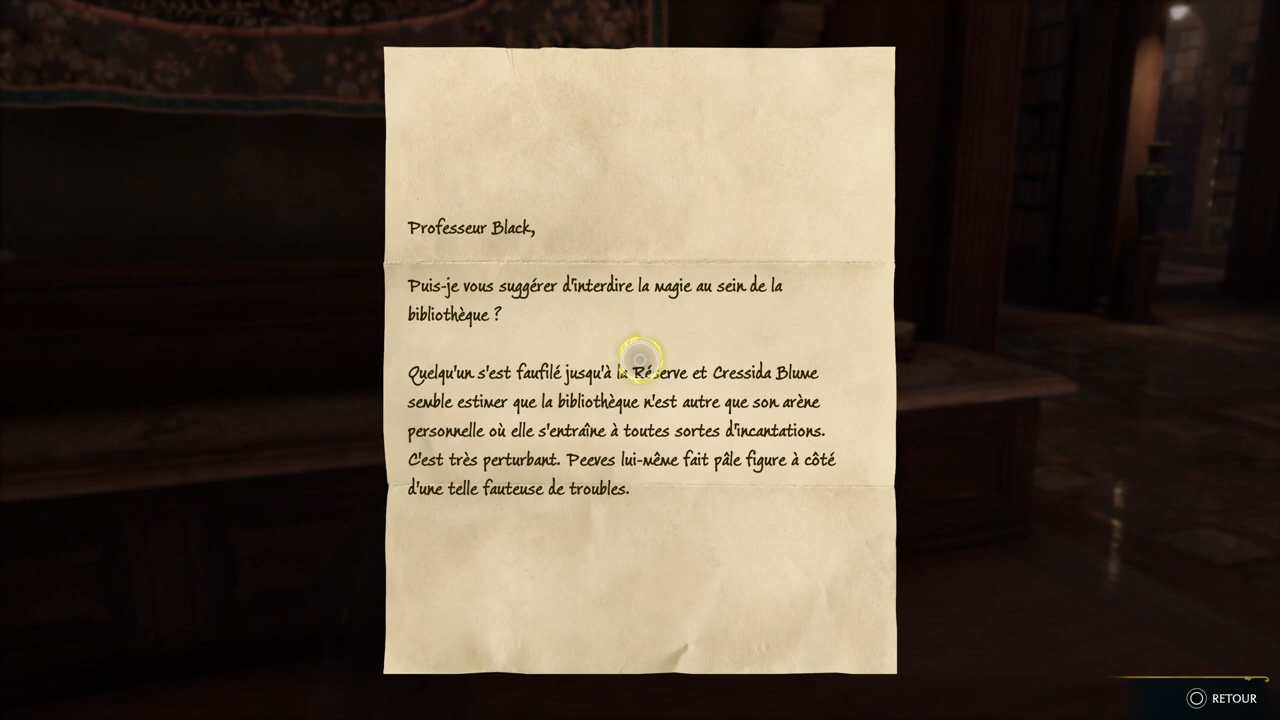 Professeur Black,
Puis-je vous suggérer d'interdire la magie au sein de la
bibliothèque ?
Quelqu'un s'est faufilé jusqu'à la Réserve et Cressida Blume
semble estimer que la bibliothèque n'est autre que son arène
personnelle où elle s'entraîne à toutes sortes d'incantations.
C'est très perturbant. Peeves lui-même fait pâle figure à côté
d'une telle fauteuse de troubles.
RETOUR